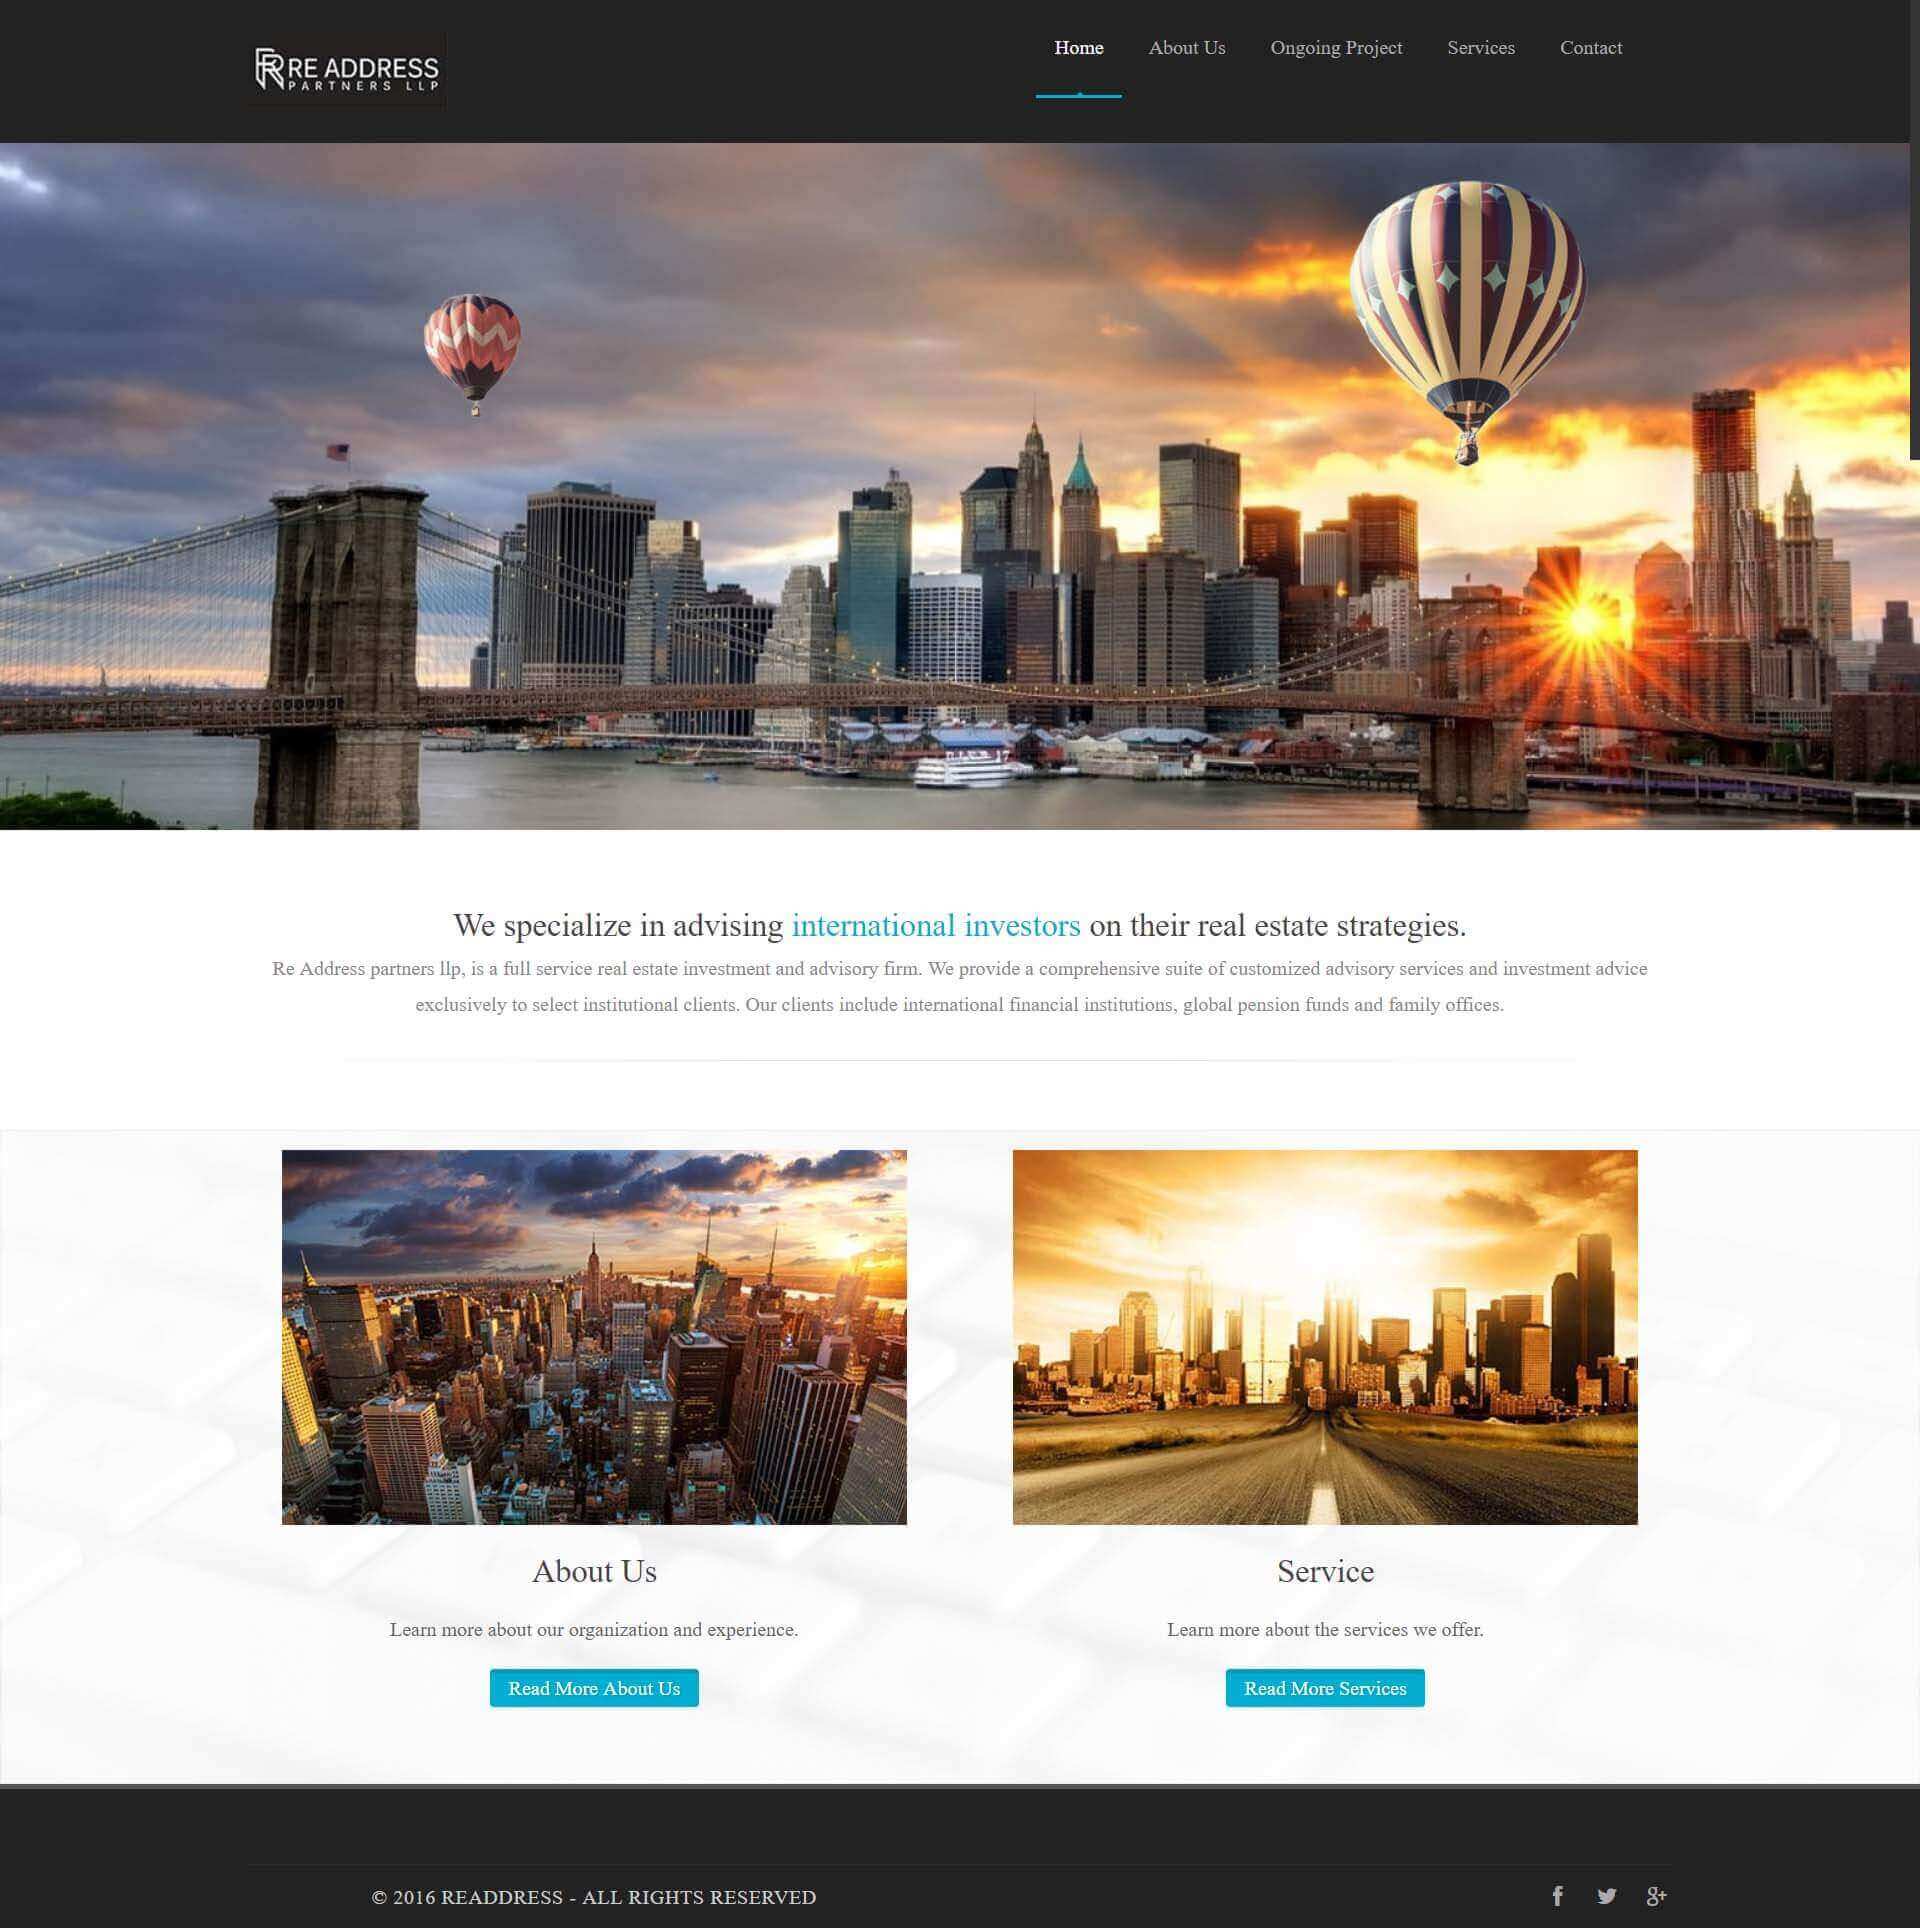 RE ADDRESS
PARTNERS LLP
Home About Us Ongoing Project Services Contact
We specialize in advising international investors on their real estate strategies.
Re Address partners llp, is a full service real estate investment and advisory firm. We provide a comprehensive suite of customized advisory services and investment advice
exclusively to select institutional clients. Our clients include international financial institutions, global pension funds and family offices.
About Us
Learn more about our organization and experience.
Read More About Us
Service
Learn more about the services we offer.
Read More Services
© 2016 READDRESS - ALL RIGHTS RESERVED